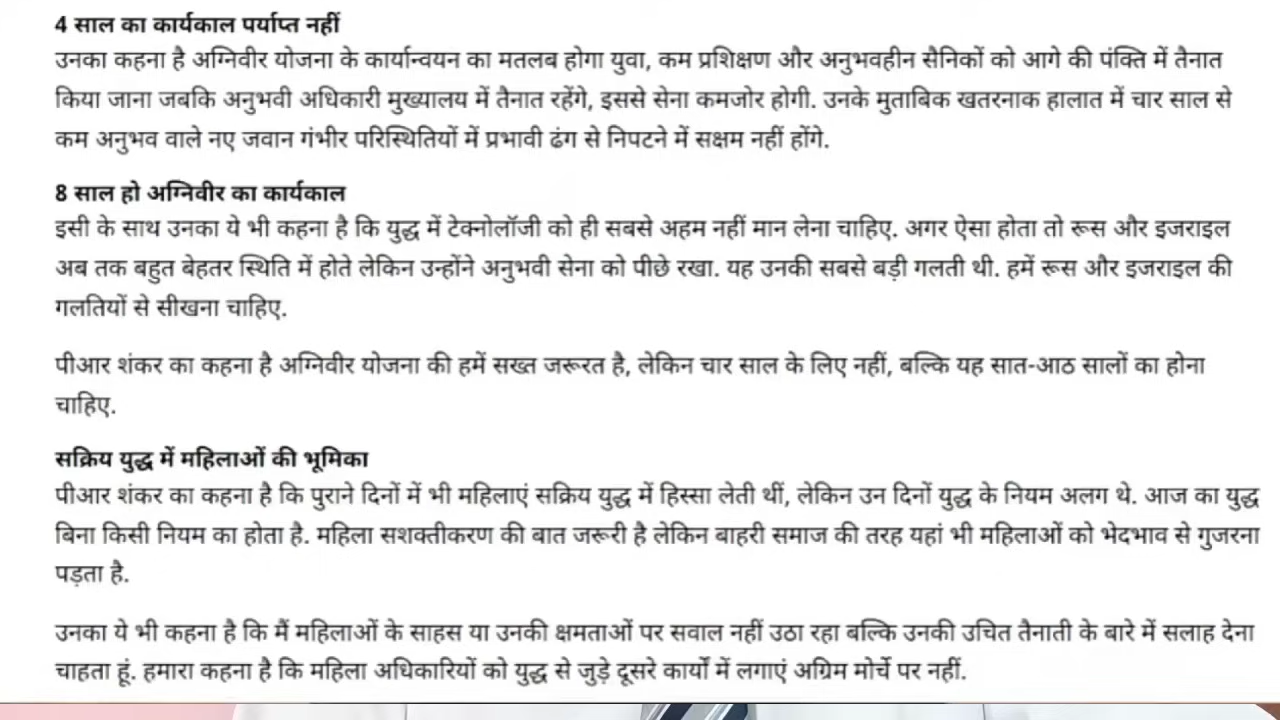 4 साल का कार्यकाल पर्याप्त नहीं
उनका कहना है अग्निवीर योजना के कार्यान्वयन का मतलब होगा युवा, कम प्रशिक्षण और अनुभवहीन सैनिकों को आगे की पंक्ति में तैनात
किया जाना जबकि अनुभवी अधिकारी मुख्यालय में तैनात रहेंगे, इससे सेना कमजोर होगी. उनके मुताबिक खतरनाक हालात में चार साल से
कम अनुभव वाले नए जवान गंभीर परिस्थितियों में प्रभावी ढंग से निपटने में सक्षम नहीं होंगे.
8 साल हो अग्निवीर का कार्यकाल
इसी के साथ उनका ये भी कहना है कि युद्ध में टेक्नोलॉजी को ही सबसे अहम नहीं मान लेना चाहिए. अगर ऐसा होता तो रूस और इजराइल
अब तक बहुत बेहतर स्थिति में होते लेकिन उन्होंने अनुभवी सेना को पीछे रखा. यह उनकी सबसे बड़ी गलती थी. हमें रूस और इजराइल की
गलतियों से सीखना चाहिए.
पीआर शंकर का कहना है अग्निवीर योजना की हमें सख्त जरूरत है, लेकिन चार साल के लिए नहीं, बल्कि यह सात-आठ सालों का होना
चाहिए.
सक्रिय युद्ध में महिलाओं की भूमिका
पीआर शंकर का कहना है कि पुराने दिनों में भी महिलाएं सक्रिय युद्ध में हिस्सा लेती थीं, लेकिन उन दिनों युद्ध के नियम अलग थे. आज का युद्ध
बिना किसी नियम का होता है. महिला सशक्तीकरण की बात जरूरी है लेकिन बाहरी समाज की तरह यहां भी महिलाओं को भेदभाव से गुजरना
पड़ता है.
उनका ये भी कहना है कि मैं महिलाओं के साहस या उनकी क्षमताओं पर सवाल नहीं उठा रहा बल्कि उनकी उचित तैनाती के बारे में सलाह देना
चाहता हूं. हमारा कहना है कि महिला अधिकारियों को युद्ध से जुड़े दूसरे कार्यों में लगाएं अग्रिम मोर्चे पर नहीं.